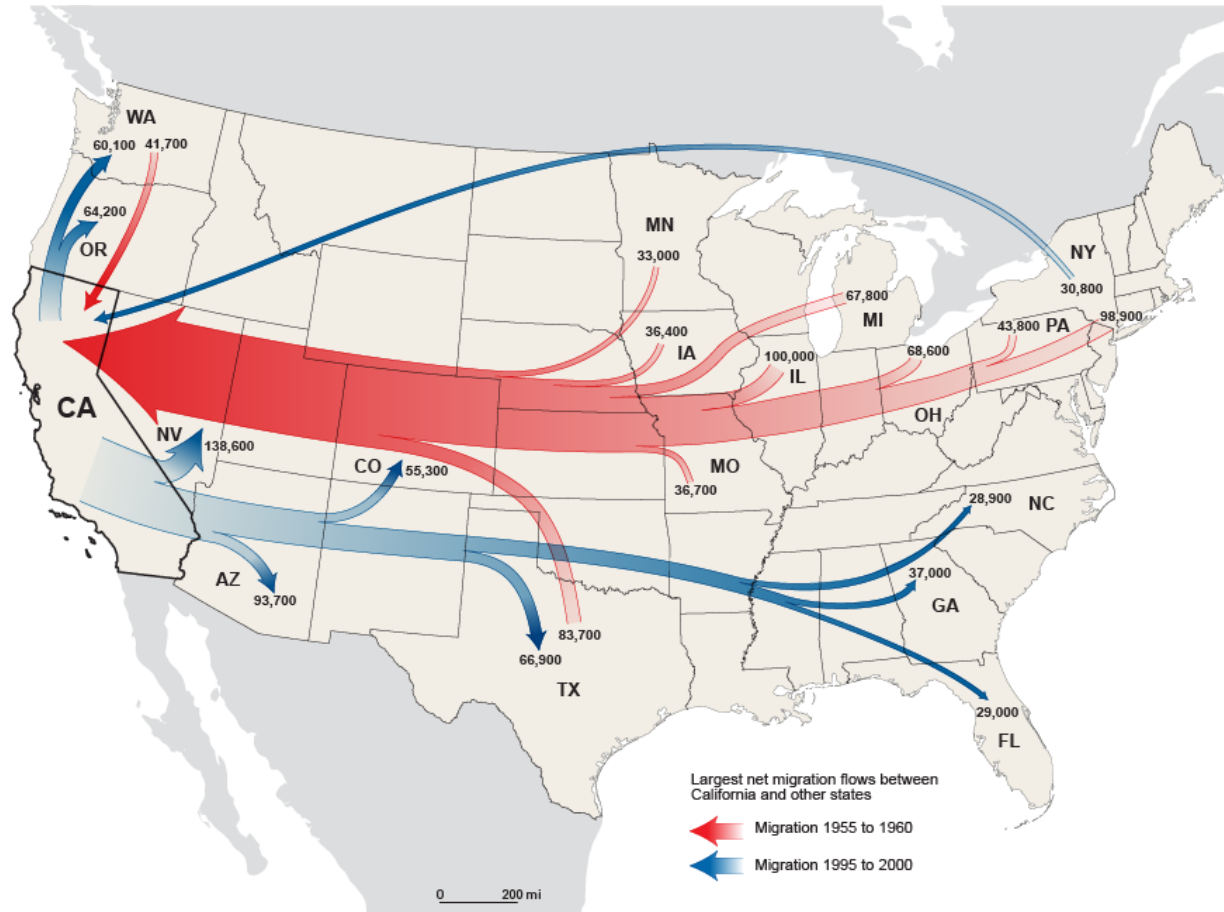 WA
60,100 41,700
64,200
OR
MN
33,000
NY
30,800
67,800
MI
36,400
IA
100,000
IL
68,600
43,800
PA
98,900
OH
CA
NV
138,600
CO
55,300
MO
36,700
28,900
NC
AZ
93,700
37,000
GA
83,700
66,900
TX
29,000
FL
Largest net migration flows between
California and other states
Migration 1955 to 1960
Migration 1995 to 2000
0 200 mi